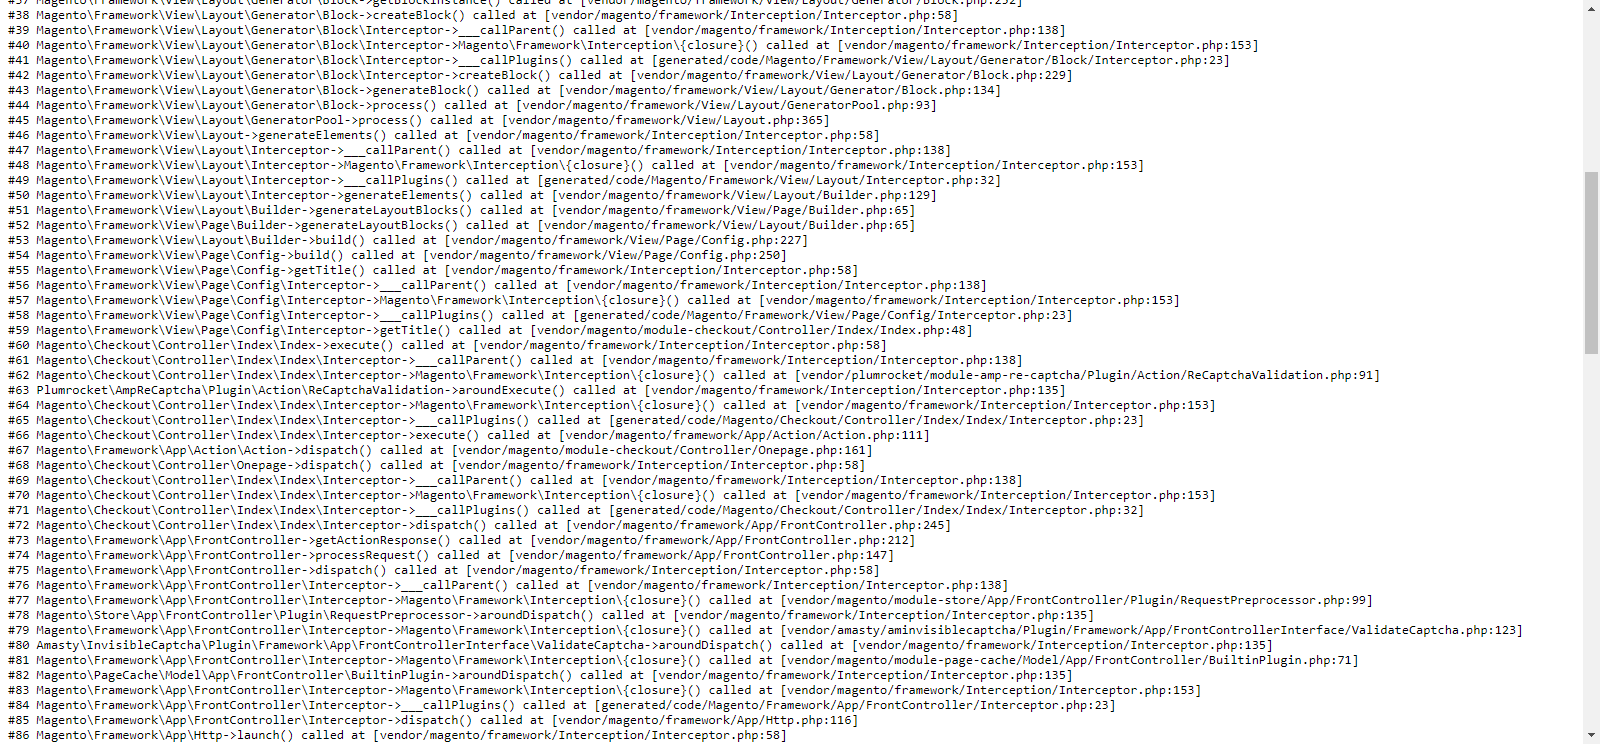 #37 Magento\Framework\View\Layout\Generator\Block->getBlockInstance() called at [vendor/magento/framework/View/Layout/Generator/Block.php:252]
#38 Magento\Framework\View\Layout\Generator\Block->createBlock() called at [vendor/magento/framework/Interception/Interceptor.php:58]
#39 Magento\Framework\View\Layout\Generator\Block\Interceptor->___callParent() called at [vendor/magento/framework/Interception/Interceptor.php:138]
#40 Magento\Framework\View\Layout\Generator\Block\Interceptor->Magento\Framework\Interception\{closure}() called at [vendor/magento/framework/Interception/Interceptor.php:153]
#41 Magento\Framework\View\Layout\Generator\Block\Interceptor->___callPlugins() called at [generated/code/Magento/Framework/View/Layout/Generator/Block/Interceptor.php:23]
#42 Magento\Framework\View\Layout\Generator\Block\Interceptor->createBlock() called at [vendor/magento/framework/View/Layout/Generator/Block.php:229]
#43 Magento\Framework\View\Layout\Generator\Block->generateBlock() called at [vendor/magento/framework/View/Layout/Generator/Block.php:134]
#44 Magento\Framework\View\Layout\Generator\Block->process() called at [vendor/magento/framework/View/Layout/GeneratorPool.php:93]
#45 Magento\Framework\View\Layout\GeneratorPool->process() called at [vendor/magento/framework/View/Layout.php:365]
#46 Magento\Framework\View\Layout->generateElements() called at [vendor/magento/framework/Interception/Interceptor.php:58]
#47 Magento\Framework\View\Layout\Interceptor->___callParent() called at [vendor/magento/framework/Interception/Interceptor.php:138]
#48 Magento\Framework\View\Layout\Interceptor->Magento\Framework\Interception\{closure}() called at [vendor/magento/framework/Interception/Interceptor.php:153]
#49 Magento\Framework\View\Layout\Interceptor->___callPlugins() called at [generated/code/Magento/Framework/View/Layout/Interceptor.php:32]
#50 Magento\Framework\View\Layout\Interceptor->generateElements() called at [vendor/magento/framework/View/Layout/Builder.php:129]
#51 Magento\Framework\View\Layout\Builder->generateLayoutBlocks() called at [vendor/magento/framework/View/Page/Builder.php:65]
#52 Magento\Framework\View\Page\Builder->generateLayoutBlocks() called at [vendor/magento/framework/View/Layout/Builder.php:65]
#53 Magento\Framework\View\Layout\Builder->build() called at [vendor/magento/framework/View/Page/Config.php:227]
#54 Magento\Framework\View\Page\Config->build() called at [vendor/magento/framework/View/Page/Config.php:250]
#55 Magento\Framework\View\Page\Config->getTitle() called at [vendor/magento/framework/Interception/Interceptor.php:58]
#56 Magento\Framework\View\Page\Config\Interceptor->___callParent() called at [vendor/magento/framework/Interception/Interceptor.php:138]
#57 Magento\Framework\View\Page\Config\Interceptor->Magento\Framework\Interception\{closure}() called at [vendor/magento/framework/Interception/Interceptor.php:153]
#58 Magento\Framework\View\Page\Config\Interceptor->___callPlugins() called at [generated/code/Magento/Framework/View/Page/Config/Interceptor.php:23]
#59 Magento\Framework\View\Page\Config\Interceptor->getTitle() called at [vendor/magento/module-checkout/Controller/Index/Index.php:48]
#60 Magento\Checkout\Controller\Index\Index->execute() called at [vendor/magento/framework/Interception/Interceptor.php:58]
#61 Magento\Checkout\Controller\Index\Index\Interceptor->___callParent() called at [vendor/magento/framework/Interception/Interceptor.php:138]
#62 Magento\Checkout\Controller\Index\Index\Interceptor->Magento\Framework\Interception\{closure}() called at [vendor/plumrocket/module-amp-re-captcha/Plugin/Action/ReCaptchaValidation.php:91]
#63 Plumrocket\AmpReCaptcha\Plugin\Action\ReCaptchaValidation->aroundExecute() called at [vendor/magento/framework/Interception/Interceptor.php:135]
#64 Magento\Checkout\Controller\Index\Index\Interceptor->Magento\Framework\Interception\{closure}() called at [vendor/magento/framework/Interception/Interceptor.php:153]
#65 Magento\Checkout\Controller\Index\Index\Interceptor->___callPlugins() called at [generated/code/Magento/Checkout/Controller/Index/Index/Interceptor.php:23]
#66 Magento\Checkout\Controller\Index\Index\Interceptor->execute() called at [vendor/magento/framework/App/Action/Action.php:111]
#67 Magento\Framework\App\Action\Action->dispatch() called at [vendor/magento/module-checkout/Controller/Onepage.php:161]
#68 Magento\Checkout\Controller\Onepage->dispatch() called at [vendor/magento/framework/Interception/Interceptor.php:58]
#69 Magento\Checkout\Controller\Index\Index\Interceptor->___callParent() called at [vendor/magento/framework/Interception/Interceptor.php:138]
#70 Magento\Checkout\Controller\Index\Index\Interceptor->Magento\Framework\Interception\{closure}() called at [vendor/magento/framework/Interception/Interceptor.php:153]
#71 Magento\Checkout\Controller\Index\Index\Interceptor->___callPlugins() called at [generated/code/Magento/Checkout/Controller/Index/Index/Interceptor.php:32]
#72 Magento\Checkout\Controller\Index\Index\Interceptor->dispatch() called at [vendor/magento/framework/App/FrontController.php:245]
#73 Magento\Framework\App\FrontController->getActionResponse() called at [vendor/magento/framework/App/FrontController.php:212]
#74 Magento\Framework\App\FrontController->processRequest() called at [vendor/magento/framework/App/FrontController.php:147]
#75 Magento\Framework\App\FrontController->dispatch() called at [vendor/magento/framework/Interception/Interceptor.php:58]
#76 Magento\Framework\App\FrontController\Interceptor->___callParent() called at [vendor/magento/framework/Interception/Interceptor.php:138]
#77 Magento\Framework\App\FrontController\Interceptor->Magento\Framework\Interception\{closure}() called at [vendor/magento/module-store/App/FrontController/Plugin/RequestPreprocessor.php:99]
#78 Magento\Store\App\FrontController\Plugin\RequestPreprocessor->aroundDispatch() called at [vendor/magento/framework/Interception/Interceptor.php:135]
#79 Magento\Framework\App\FrontController\Interceptor->Magento\Framework\Interception\{closure}() called at [vendor/amasty/aminvisiblecaptcha/Plugin/Framework/App/FrontControllerInterface/ValidateCaptcha.php:123]
#80 Amasty\InvisibleCaptcha\Plugin\Framework\App\FrontControllerInterface\ValidateCaptcha->aroundDispatch() called at [vendor/magento/framework/Interception/Interceptor.php:135]
#81 Magento\Framework\App\FrontController\Interceptor->Magento\Framework\Interception\{closure}() called at [vendor/magento/module-page-cache/Model/App/FrontController/BuiltinPlugin.php:71]
#82 Magento\PageCache\Model\App\FrontController\BuiltinPlugin->aroundDispatch() called at [vendor/magento/framework/Interception/Interceptor.php:135]
#83 Magento\Framework\App\FrontController\Interceptor->Magento\Framework\Interception\{closure}() called at [vendor/magento/framework/Interception/Interceptor.php:153]
#84 Magento\Framework\App\FrontController\Interceptor->___callPlugins() called at [generated/code/Magento/Framework/App/FrontController/Interceptor.php:23]
#85 Magento\Framework\App\FrontController\Interceptor->dispatch() called at [vendor/magento/framework/App/Http.php:116]
#86 Magento\Framework\App\Http->launch() called at [vendor/magento/framework/Interception/Interceptor.php:58]